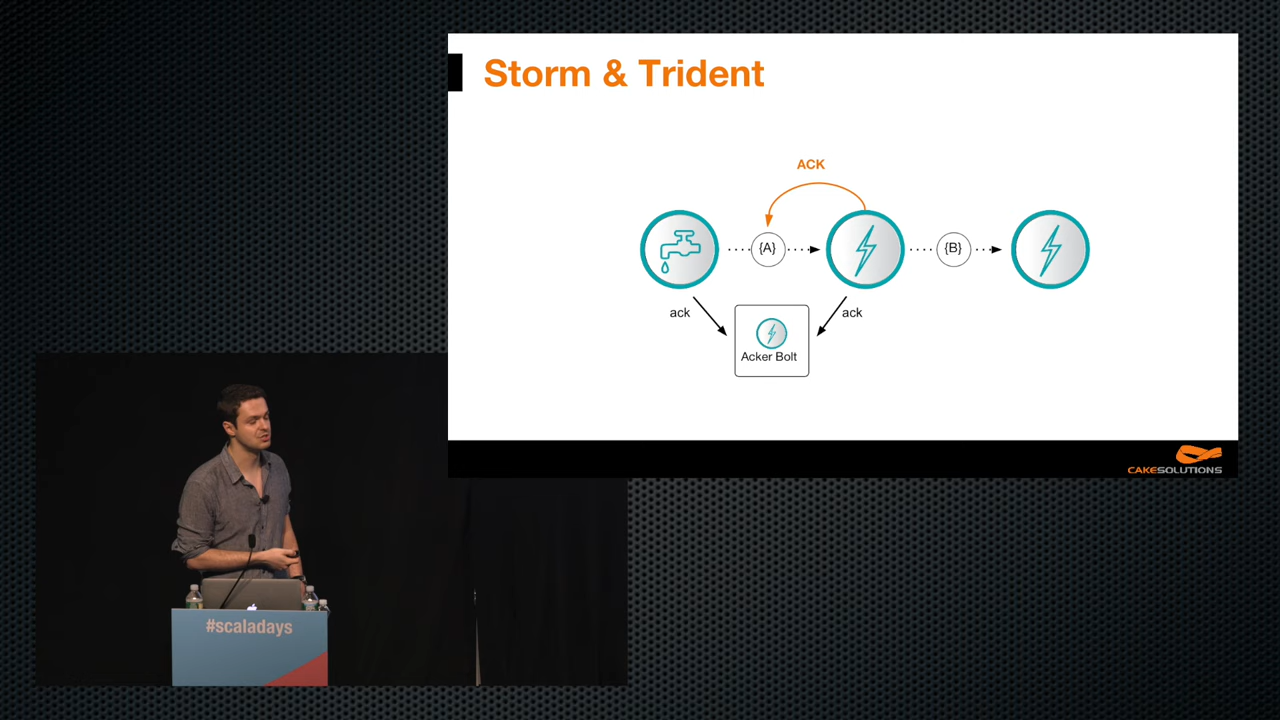 Storm & Trident
ACK
{A}
{B}
ack
ack
Acker Bolt
CAKESOLUTIONS
#scaladays